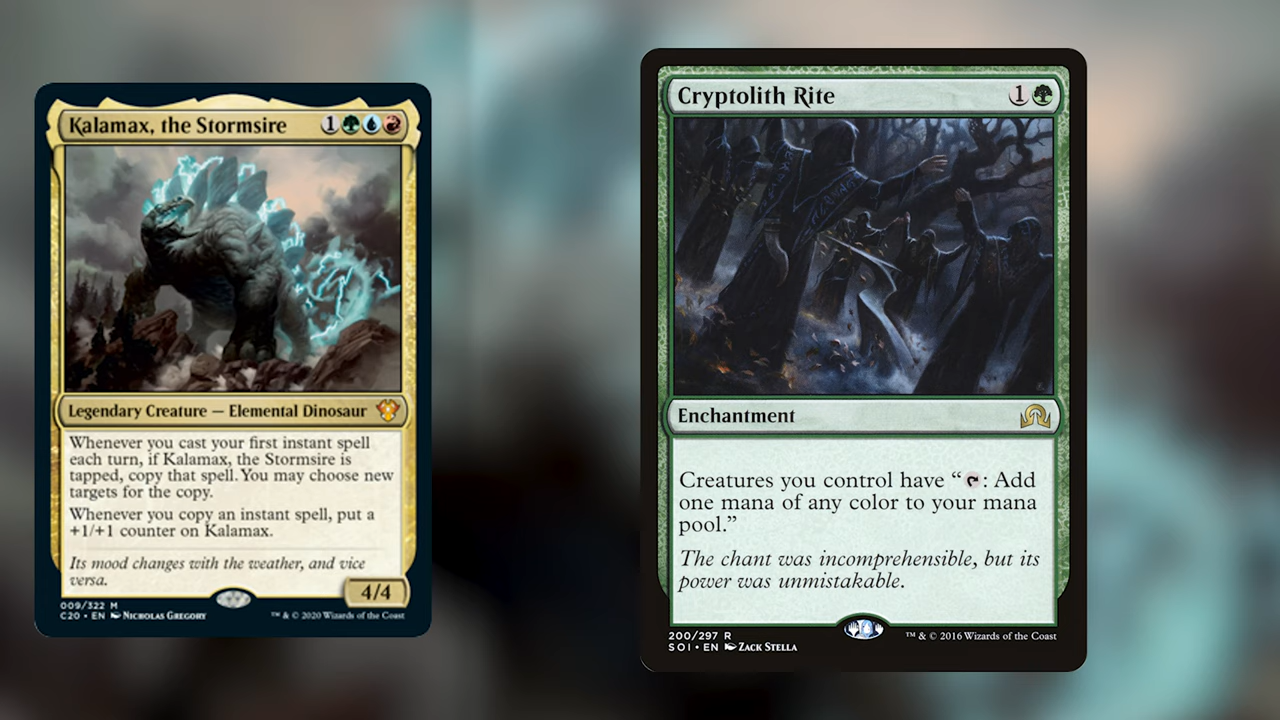 Kalamax, the Stormsire 1
Legendary Creature — Elemental Dinosaur
Whenever you cast your first instant spell
each turn, if Kalamax, the Stormsire is
tapped, copy that spell. You may choose new
targets for the copy.
Whenever you copy an instant spell, put a
+1/+1 counter on Kalamax.
Its mood changes with the weather, and vice
versa.
4/4
009/322 M
C20 • EN Nicholas Gregory ™ & © 2020 Wizards of the Coast
Cryptolith Rite 1
Enchantment
Creatures you control have “ : Add
one mana of any color to your mana
pool.”
The chant was incomprehensible, but its
power was unmistakable.
200/297 R
SOI • EN Zack Stella ™ & © 2016 Wizards of the Coast